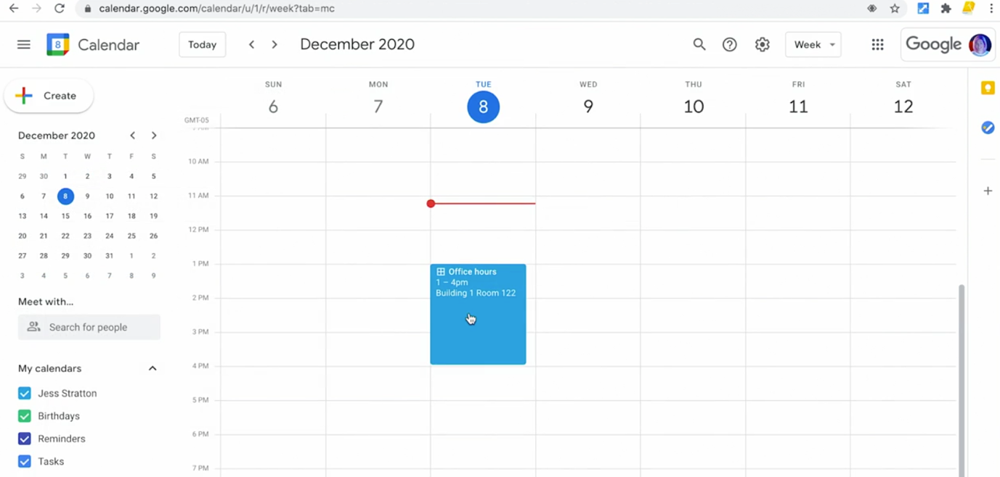 calendar.google.com/calendar/u/1/r/week?tab=mc
8 Calendar Today December 2020 Week Google
Create
December 2020
S M T W T F S
29 30 1 2 3 4 5
6 7 8 9 10 11 12
13 14 15 16 17 18 19
20 21 22 23 24 25 26
27 28 29 30 31 1 2
3 4 5 6 7 8 9
Meet with...
Search for people
My calendars
Jess Stratton
Birthdays
Reminders
Tasks
SUN MON TUE WED THU FRI SAT
6 7 8 9 10 11 12
GMT-05
10 AM
11 AM
12 PM
1 PM
Office hours
1 – 4pm
Building 1 Room 122
2 PM
3 PM
4 PM
5 PM
6 PM
7 PM